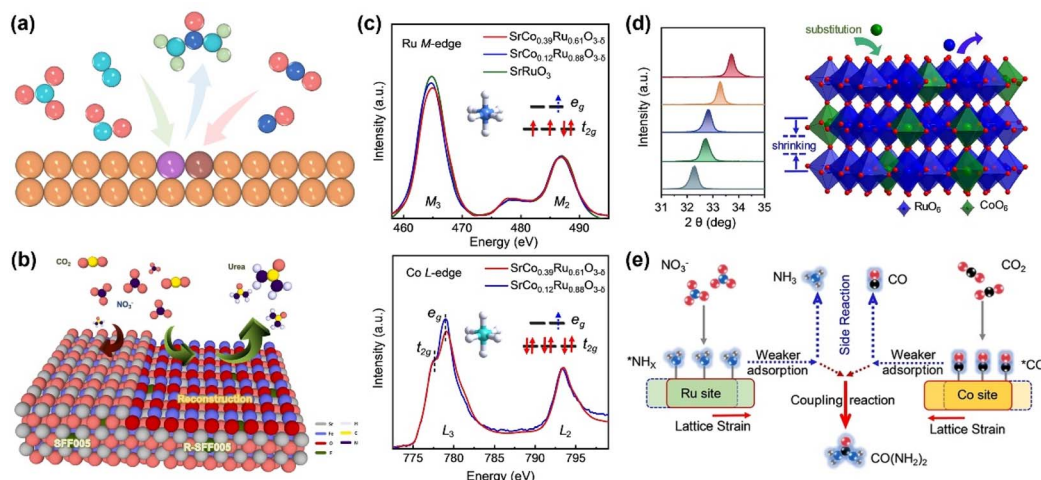 (a)
(b)
CO2
NO3-
Urea
Reconstruction
SFF005
R-SFF005
Sr
H
Fe
C
O
N
F
(c)
Ru M-edge
SrCo0.39Ru0.61O3-δ
SrCo0.12Ru0.88O3-δ
SrRuO3
eg
t2g
M3
M2
Intensity (a.u.)
460
470
480
490
Energy (eV)
Co L-edge
SrCo0.39Ru0.61O3-δ
SrCo0.12Ru0.88O3-δ
eg
t2g
eg
t2g
L3
L2
Intensity (a.u.)
775
780
785
790
795
Energy (eV)
(d)
Intensity (a.u.)
31
32
33
34
35
2 θ (deg)
substitution
shrinking
RuO6
CoO6
(e)
NO3-
NH3
CO
CO2
Side Reaction
*NHX
Weaker
adsorption
Weaker
adsorption
*CO
Ru site
Coupling reaction
Co site
Lattice Strain
Lattice Strain
CO(NH2)2